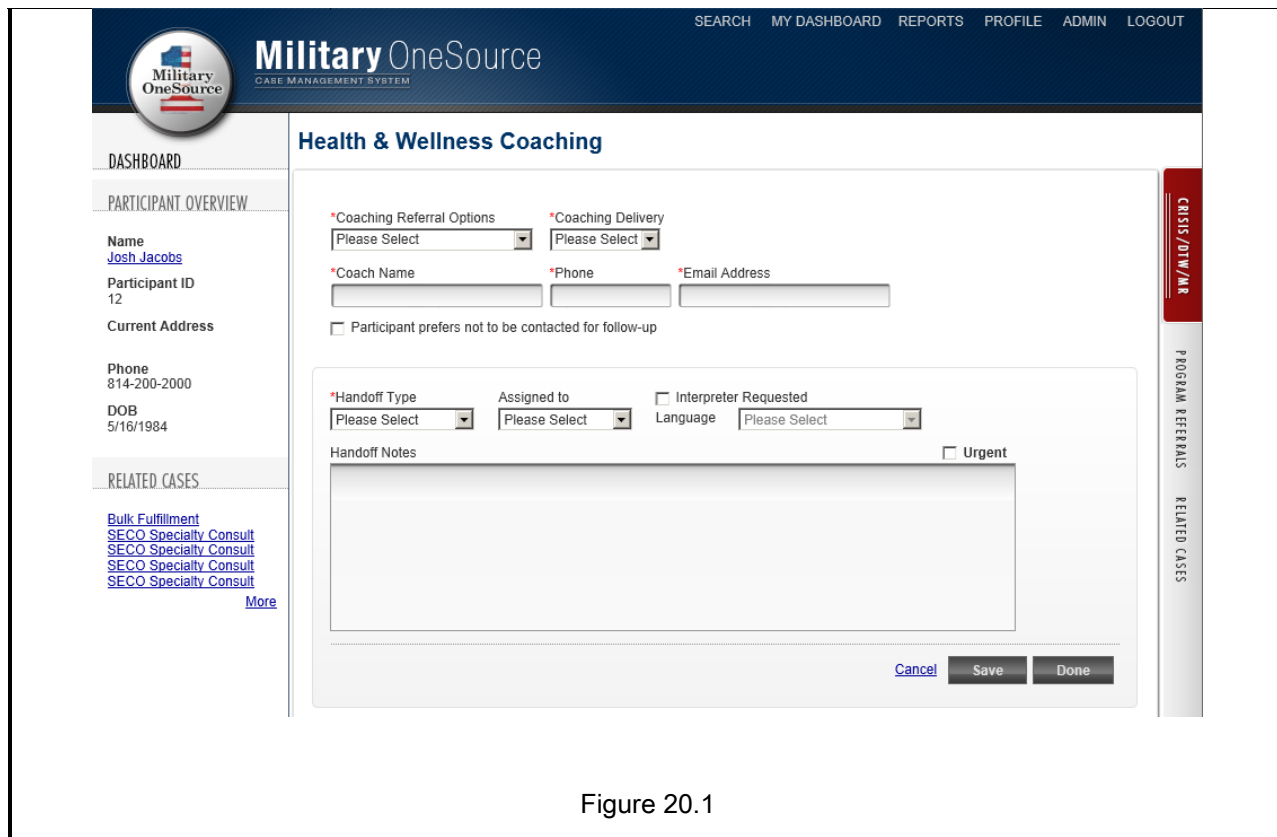 SEARCH MY DASHBOARD REPORTS PROFILE ADMIN LOGOUT
Military OneSource
Military OneSource
CASE MANAGEMENT SYSTEM
DASHBOARD
PARTICIPANT OVERVIEW
Name
Josh Jacobs
Participant ID
12
Current Address
Phone
814-200-2000
DOB
5/16/1984
RELATED CASES
Bulk Fulfillment
SECO Specialty Consult
SECO Specialty Consult
SECO Specialty Consult
SECO Specialty Consult
More
Health & Wellness Coaching
*Coaching Referral Options *Coaching Delivery
Please Select Please Select
*Coach Name *Phone *Email Address
Participant prefers not to be contacted for follow-up
*Handoff Type Assigned to Interpreter Requested
Please Select Please Select Language Please Select
Handoff Notes Urgent
Cancel Save Done
CRISIS/DTW/MR
PROGRAM REFERRALS
RELATED CASES
Figure 20.1